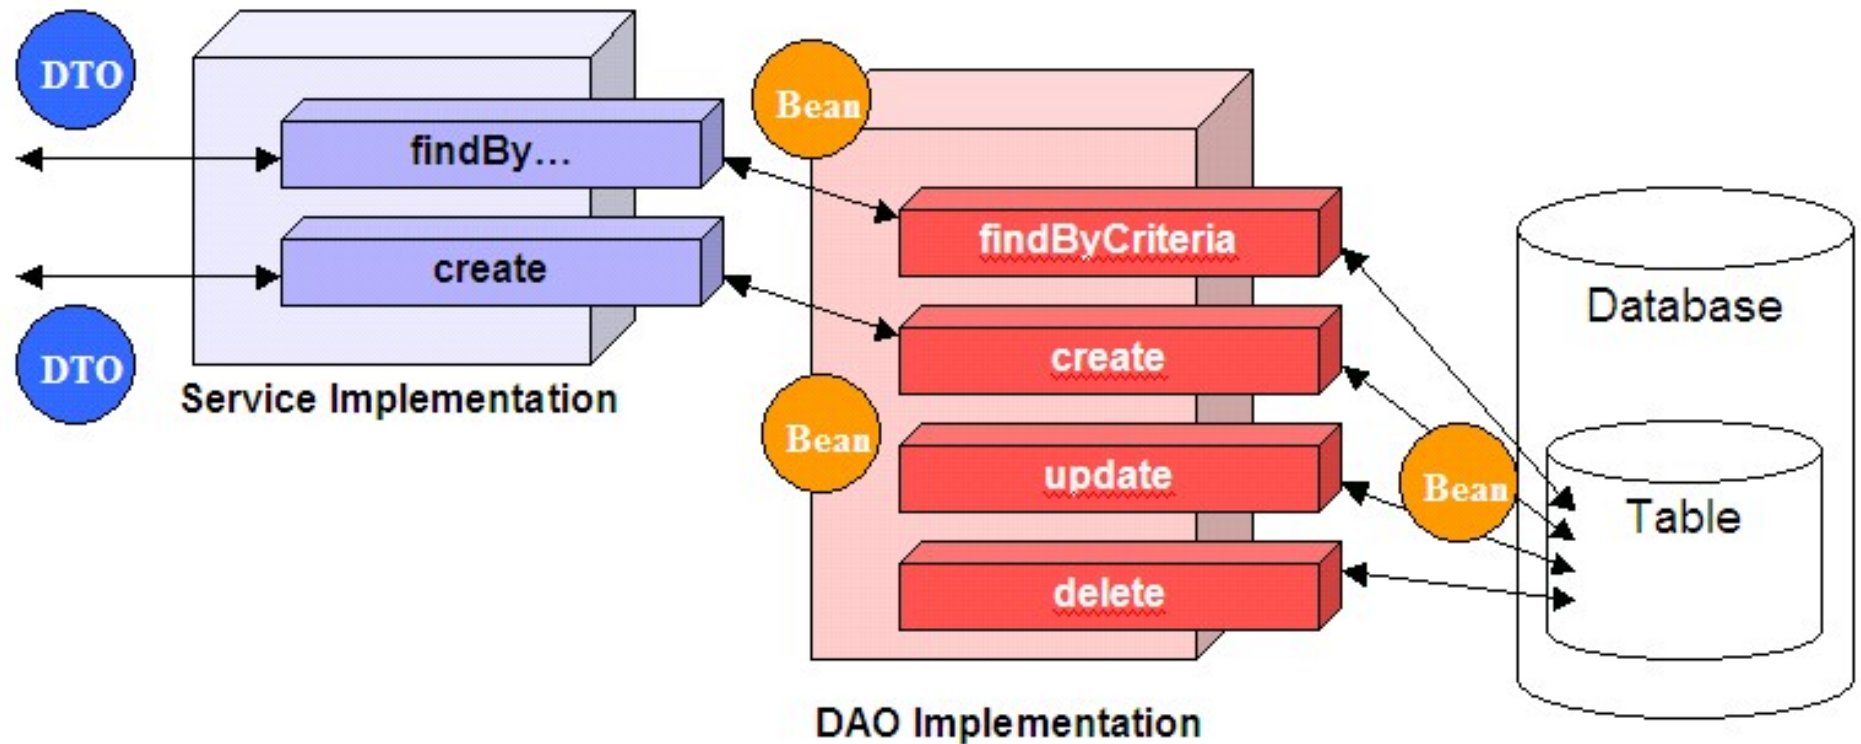 DTO
findBy...
create
DTO
Service Implementation
Bean
findByCriteria
create
Bean
update
delete
DAO Implementation
Bean
Database
Table